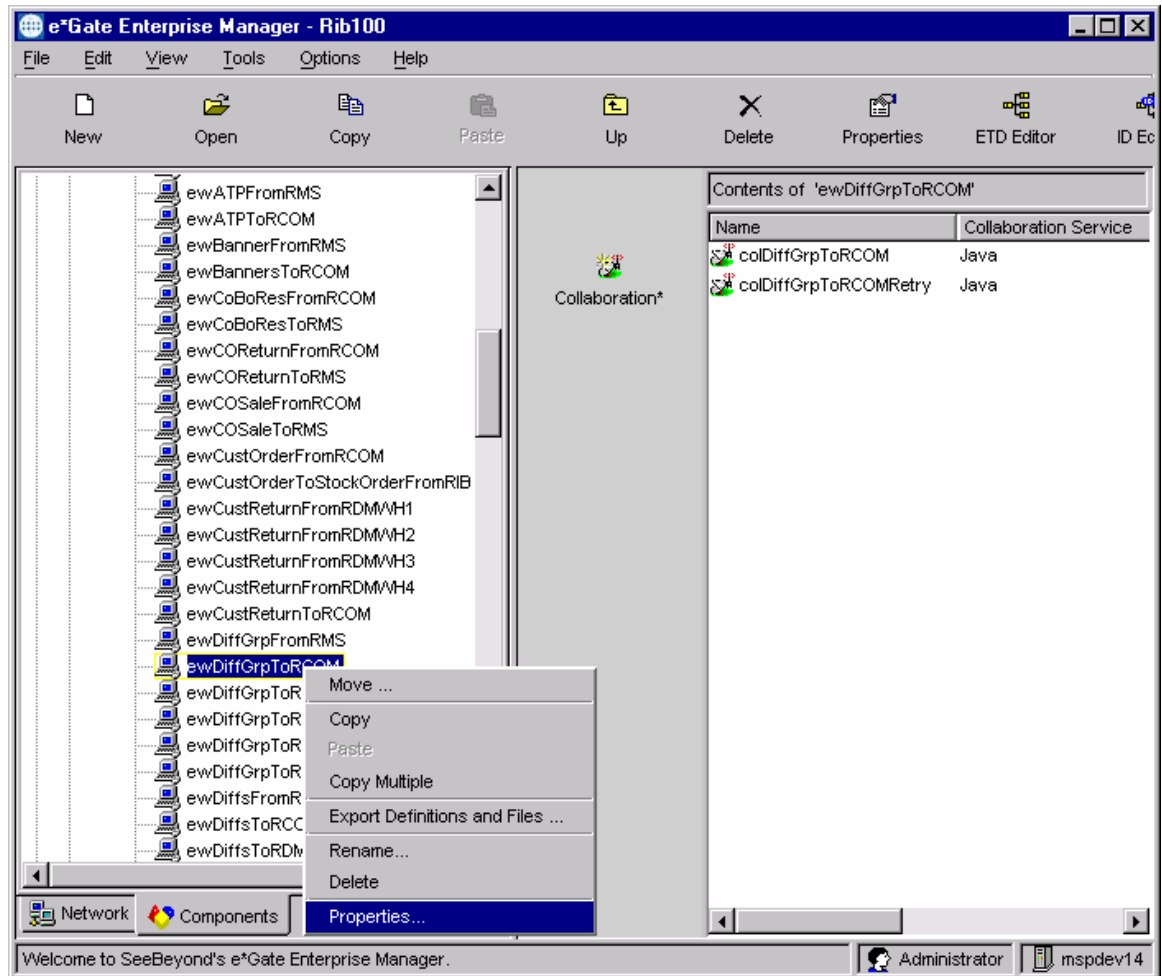 e*Gate Enterprise Manager - Rib100
File Edit View Tools Options Help
New Open Copy Paste Up Delete Properties ETD Editor ID Ec
ewATPFromRMS
ewATPToRCOM
ewBannerFromRMS
ewBannersToRCOM
ewCoBoResFromRCOM
ewCoBoResToRMS
ewCOReturnFromRCOM
ewCOReturnToRMS
ewCOSaleFromRCOM
ewCOSaleToRMS
ewCustOrderFromRCOM
ewCustOrderToStockOrderFromRIB
ewCustReturnFromRDMWH1
ewCustReturnFromRDMWH2
ewCustReturnFromRDMWH3
ewCustReturnFromRDMWH4
ewCustReturnToRCOM
ewDiffGrpFromRMS
ewDiffGrpToRCOM
ewDiffGrpToR
ewDiffGrpToR
ewDiffGrpToR
ewDiffGrpToR
ewDiffsFromR
ewDiffsToRCO
ewDiffsToRDM
Move ...
Copy
Paste
Copy Multiple
Export Definitions and Files ...
Rename...
Delete
Properties...
Network Components
Collaboration*
Contents of 'ewDiffGrpToRCOM'
Name Collaboration Service
colDiffGrpToRCOM Java
colDiffGrpToRCOMRetry Java
Welcome to SeeBeyond's e*Gate Enterprise Manager. Administrator mspdev14